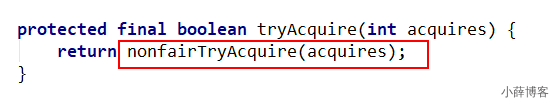 protected final boolean tryAcquire(int acquires) {
    return nonfairTryAcquire(acquires);
}
小薛博客